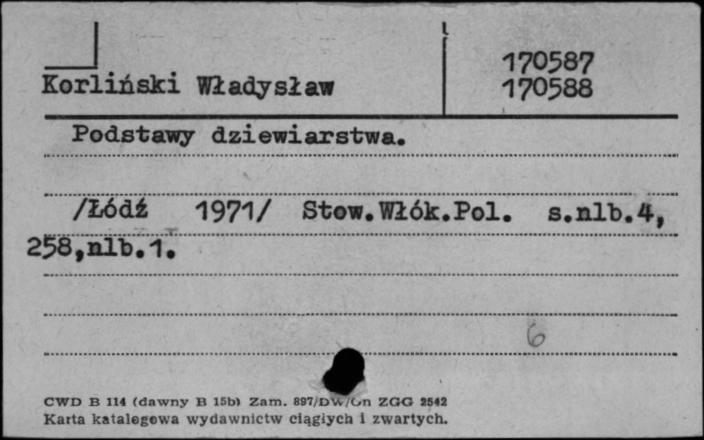 170587
Korliński Władysław 170588
Podstawy dziewiarstwa.
/Łódź 1971/ Stow.Włók.Pol. s.nlb.4,
258,nlb.1.
6
CWD B 114 (dawny B 15b) Zam. 897/DW/Gn ZGG 2542
Karta katalogowa wydawnictw ciągłych i zwartych.